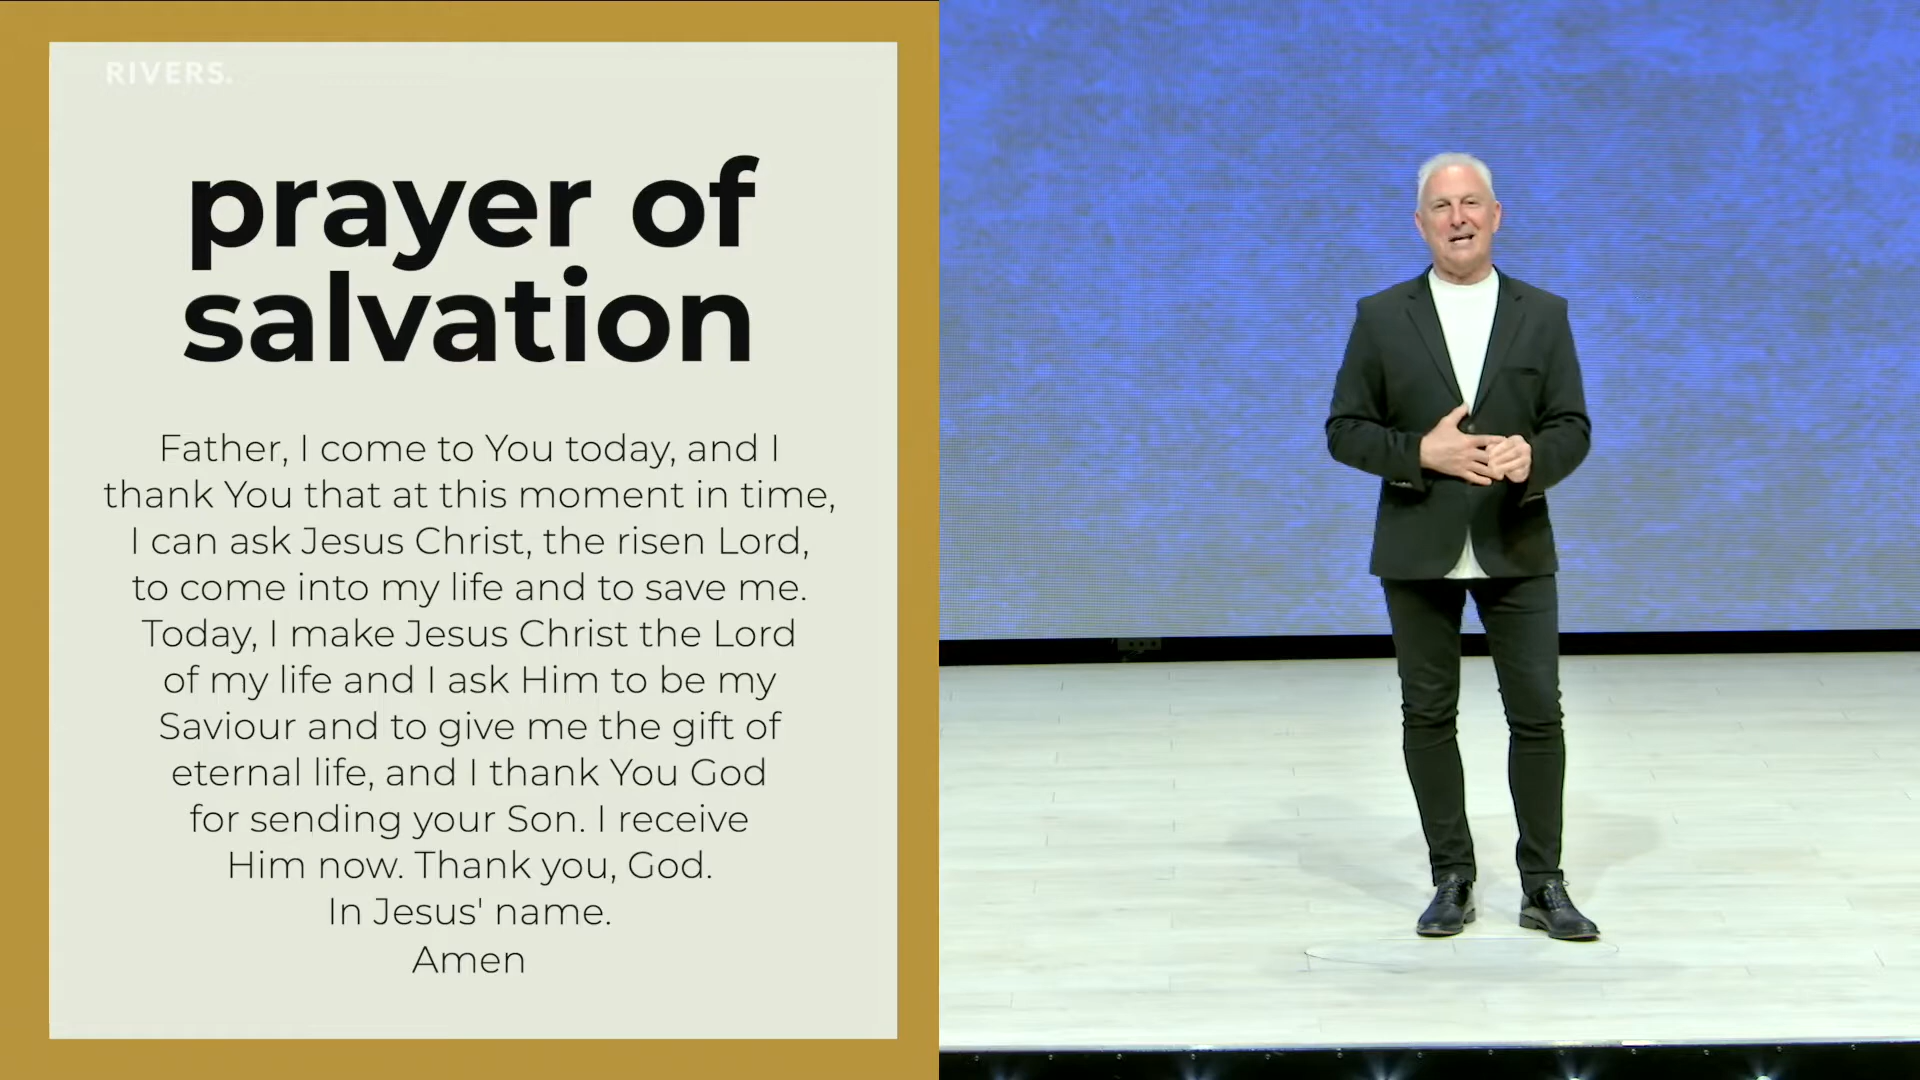 RIVERS.
prayer of
salvation
Father, I come to You today, and I
thank You that at this moment in time,
I can ask Jesus Christ, the risen Lord,
to come into my life and to save me.
Today, I make Jesus Christ the Lord
of my life and I ask Him to be my
Saviour and to give me the gift of
eternal life, and I thank You God
for sending your Son. I receive
Him now. Thank you, God.
In Jesus' name.
Amen